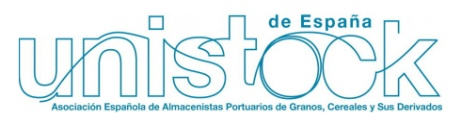 de España
unistock
Asociación Española de Almacenistas Portuarios de Granos, Cereales y Sus Derivados